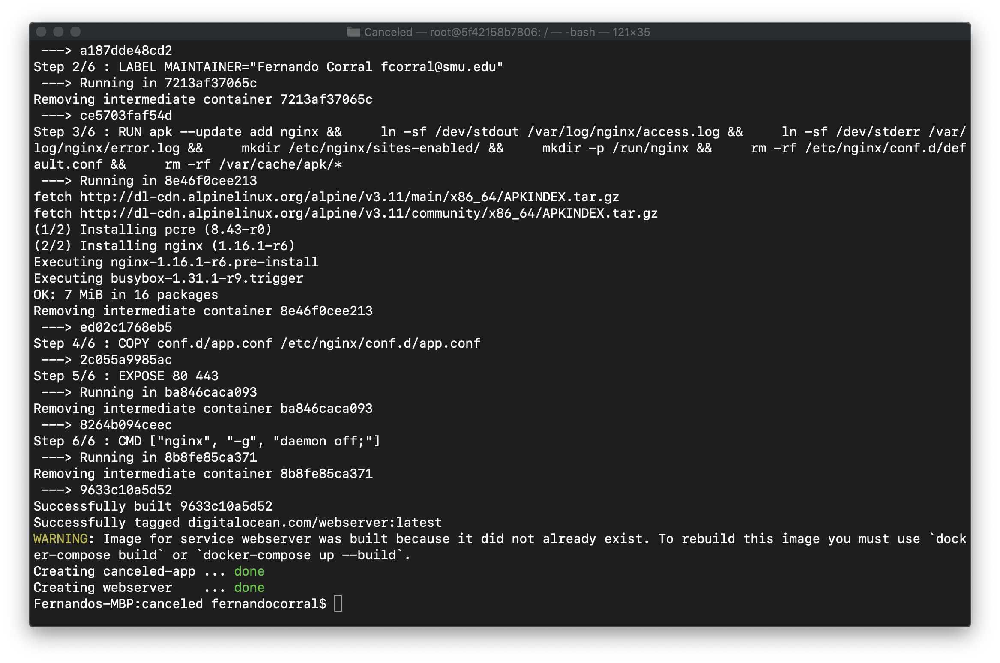 Canceled — root@5f42158b7806: / — -bash — 121×35
 ---> a187dde48cd2
Step 2/6 : LABEL MAINTAINER="Fernando Corral fcorral@smu.edu"
 ---> Running in 7213af37065c
Removing intermediate container 7213af37065c
 ---> ce5703faf54d
Step 3/6 : RUN apk --update add nginx &&     ln -sf /dev/stdout /var/log/nginx/access.log &&     ln -sf /dev/stderr /var/
log/nginx/error.log &&     mkdir /etc/nginx/sites-enabled/ &&     mkdir -p /run/nginx &&     rm -rf /etc/nginx/conf.d/def
ault.conf &&     rm -rf /var/cache/apk/*
 ---> Running in 8e46f0cee213
fetch http://dl-cdn.alpinelinux.org/alpine/v3.11/main/x86_64/APKINDEX.tar.gz
fetch http://dl-cdn.alpinelinux.org/alpine/v3.11/community/x86_64/APKINDEX.tar.gz
(1/2) Installing pcre (8.43-r0)
(2/2) Installing nginx (1.16.1-r6)
Executing nginx-1.16.1-r6.pre-install
Executing busybox-1.31.1-r9.trigger
OK: 7 MiB in 16 packages
Removing intermediate container 8e46f0cee213
 ---> ed02c1768eb5
Step 4/6 : COPY conf.d/app.conf /etc/nginx/conf.d/app.conf
 ---> 2c055a9985ac
Step 5/6 : EXPOSE 80 443
 ---> Running in ba846caca093
Removing intermediate container ba846caca093
 ---> 8264b094ceec
Step 6/6 : CMD ["nginx", "-g", "daemon off;"]
 ---> Running in 8b8fe85ca371
Removing intermediate container 8b8fe85ca371
 ---> 9633c10a5d52
Successfully built 9633c10a5d52
Successfully tagged digitalocean.com/webserver:latest
WARNING: Image for service webserver was built because it did not already exist. To rebuild this image you must use `dock
er-compose build` or `docker-compose up --build`.
Creating canceled-app ... done
Creating webserver    ... done
Fernandos-MBP:canceled fernandocorral$